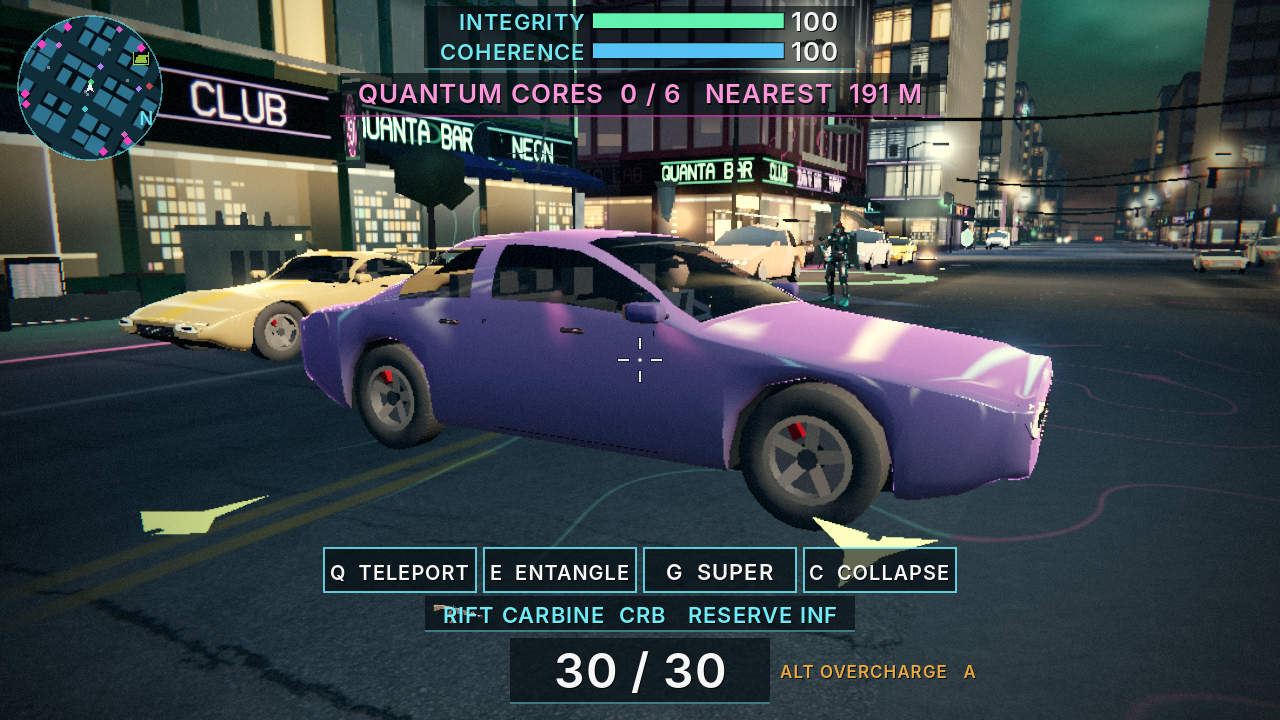 INTEGRITY 100
COHERENCE 100
QUANTUM CORES 0 / 6 NEAREST 191 M
N
CLUB
QUANTA BAR
NEON
QUANTA BAR
CLUB
Q TELEPORT
E ENTANGLE
G SUPER
C COLLAPSE
RIFT CARBINE CRB RESERVE INF
30 / 30
ALT OVERCHARGE A